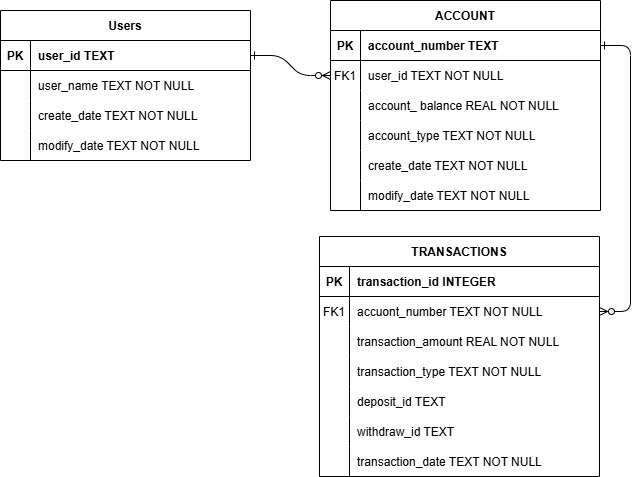 Users
PK user_id TEXT
user_name TEXT NOT NULL
create_date TEXT NOT NULL
modify_date TEXT NOT NULL
ACCOUNT
PK account_number TEXT
FK1 user_id TEXT NOT NULL
account_ balance REAL NOT NULL
account_type TEXT NOT NULL
create_date TEXT NOT NULL
modify_date TEXT NOT NULL
TRANSACTIONS
PK transaction_id INTEGER
FK1 accuont_number TEXT NOT NULL
transaction_amount REAL NOT NULL
transaction_type TEXT NOT NULL
deposit_id TEXT
withdraw_id TEXT
transaction_date TEXT NOT NULL